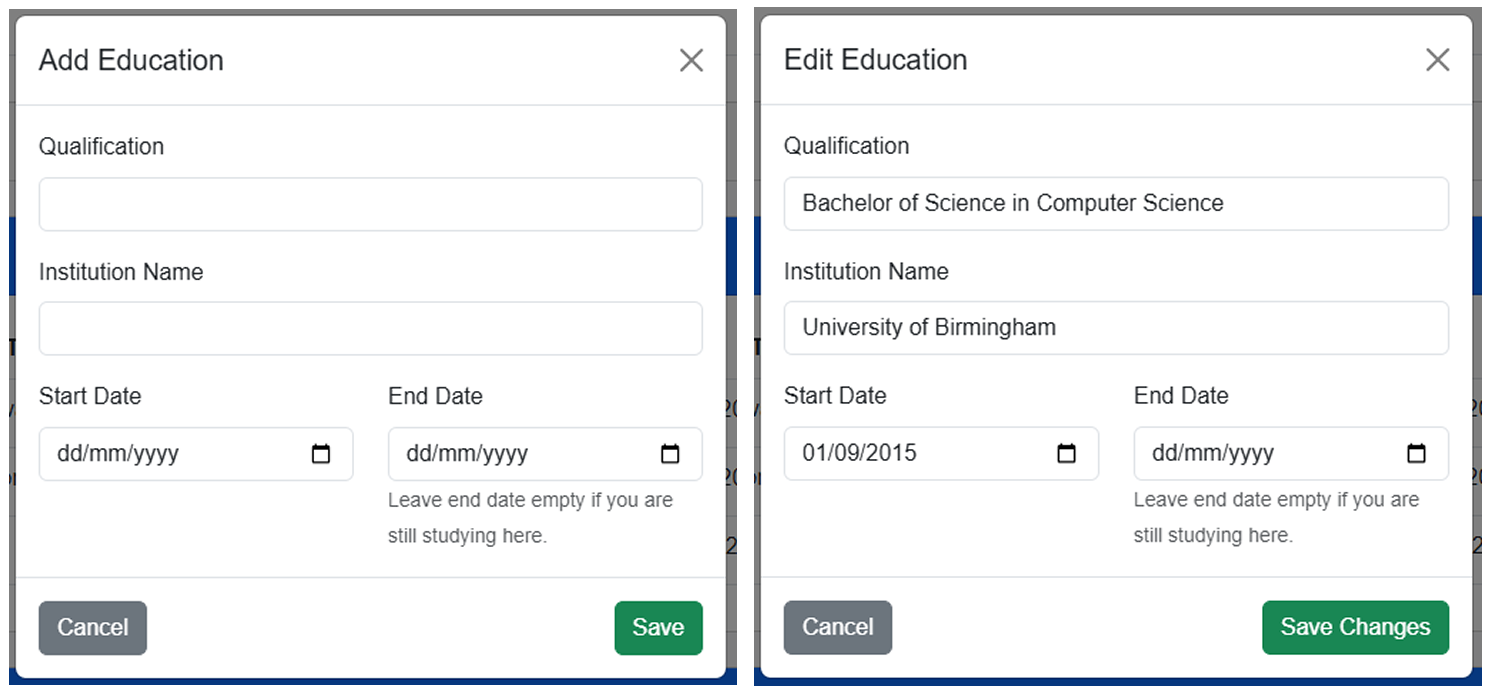 Add Education
Qualification
Institution Name
Start Date End Date
dd/mm/yyyy dd/mm/yyyy
Leave end date empty if you are
still studying here.
Cancel Save
Edit Education
Qualification
Bachelor of Science in Computer Science
Institution Name
University of Birmingham
Start Date End Date
01/09/2015 dd/mm/yyyy
Leave end date empty if you are
still studying here.
Cancel Save Changes